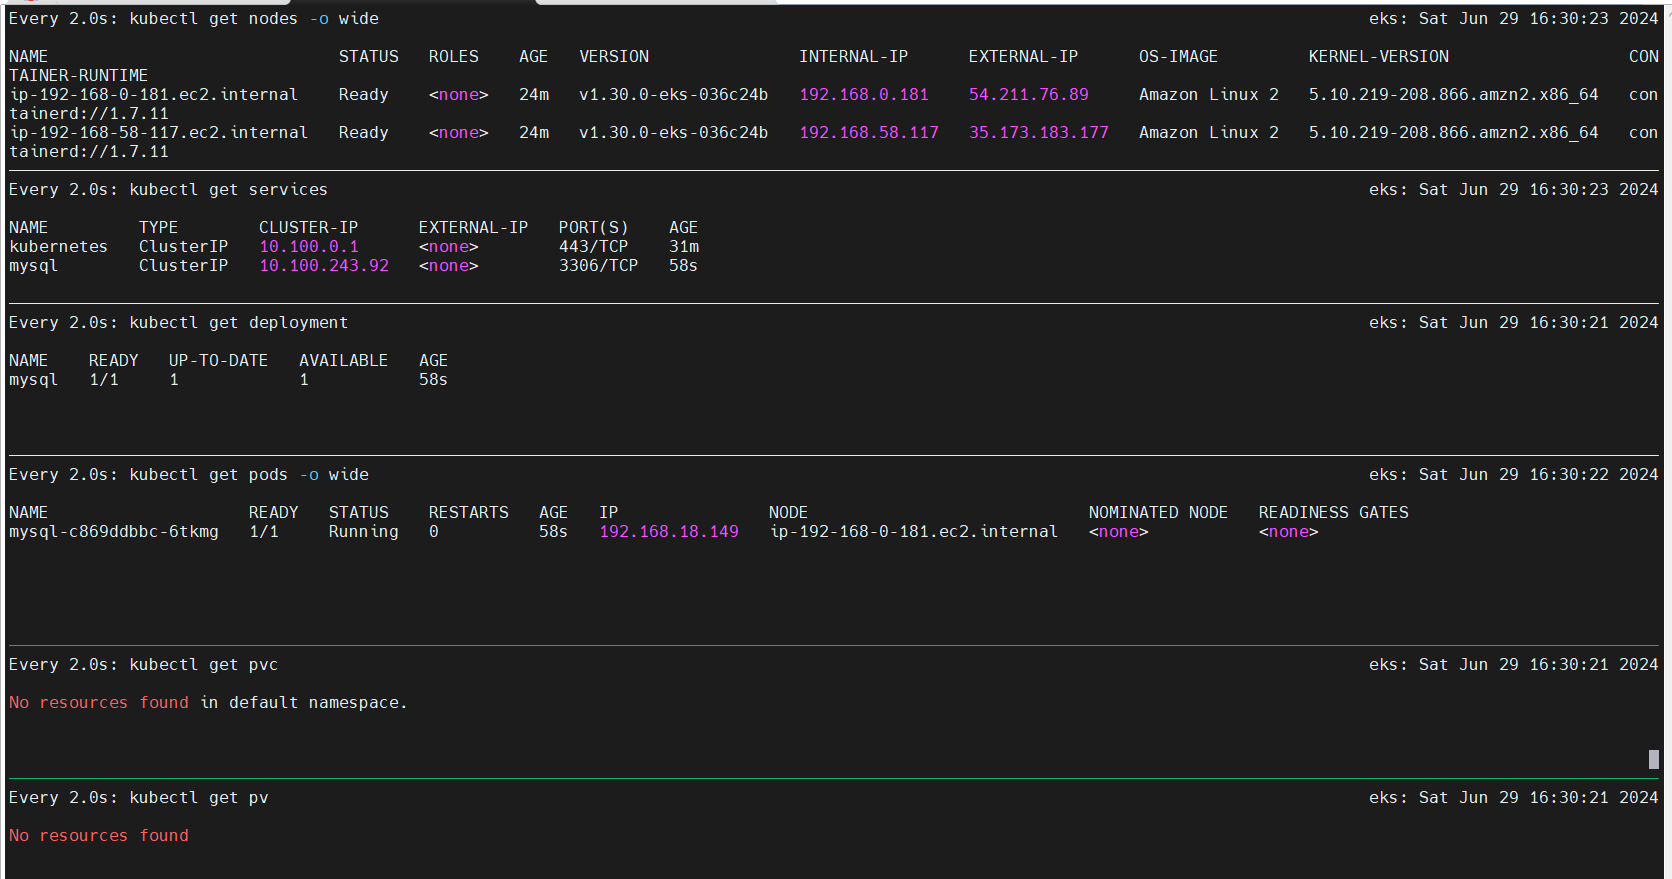 Every 2.0s: kubectl get nodes -o wide eks: Sat Jun 29 16:30:23 2024
NAME STATUS ROLES AGE VERSION INTERNAL-IP EXTERNAL-IP OS-IMAGE KERNEL-VERSION CON
TAINER-RUNTIME
ip-192-168-0-181.ec2.internal Ready <none> 24m v1.30.0-eks-036c24b 192.168.0.181 54.211.76.89 Amazon Linux 2 5.10.219-208.866.amzn2.x86_64 con
tainerd://1.7.11
ip-192-168-58-117.ec2.internal Ready <none> 24m v1.30.0-eks-036c24b 192.168.58.117 35.173.183.177 Amazon Linux 2 5.10.219-208.866.amzn2.x86_64 con
tainerd://1.7.11
Every 2.0s: kubectl get services eks: Sat Jun 29 16:30:23 2024
NAME TYPE CLUSTER-IP EXTERNAL-IP PORT(S) AGE
kubernetes ClusterIP 10.100.0.1 <none> 443/TCP 31m
mysql ClusterIP 10.100.243.92 <none> 3306/TCP 58s
Every 2.0s: kubectl get deployment eks: Sat Jun 29 16:30:21 2024
NAME READY UP-TO-DATE AVAILABLE AGE
mysql 1/1 1 1 58s
Every 2.0s: kubectl get pods -o wide eks: Sat Jun 29 16:30:22 2024
NAME READY STATUS RESTARTS AGE IP NODE NOMINATED NODE READINESS GATES
mysql-c869ddbbc-6tkmg 1/1 Running 0 58s 192.168.18.149 ip-192-168-0-181.ec2.internal <none> <none>
Every 2.0s: kubectl get pvc eks: Sat Jun 29 16:30:21 2024
No resources found in default namespace.
Every 2.0s: kubectl get pv eks: Sat Jun 29 16:30:21 2024
No resources found